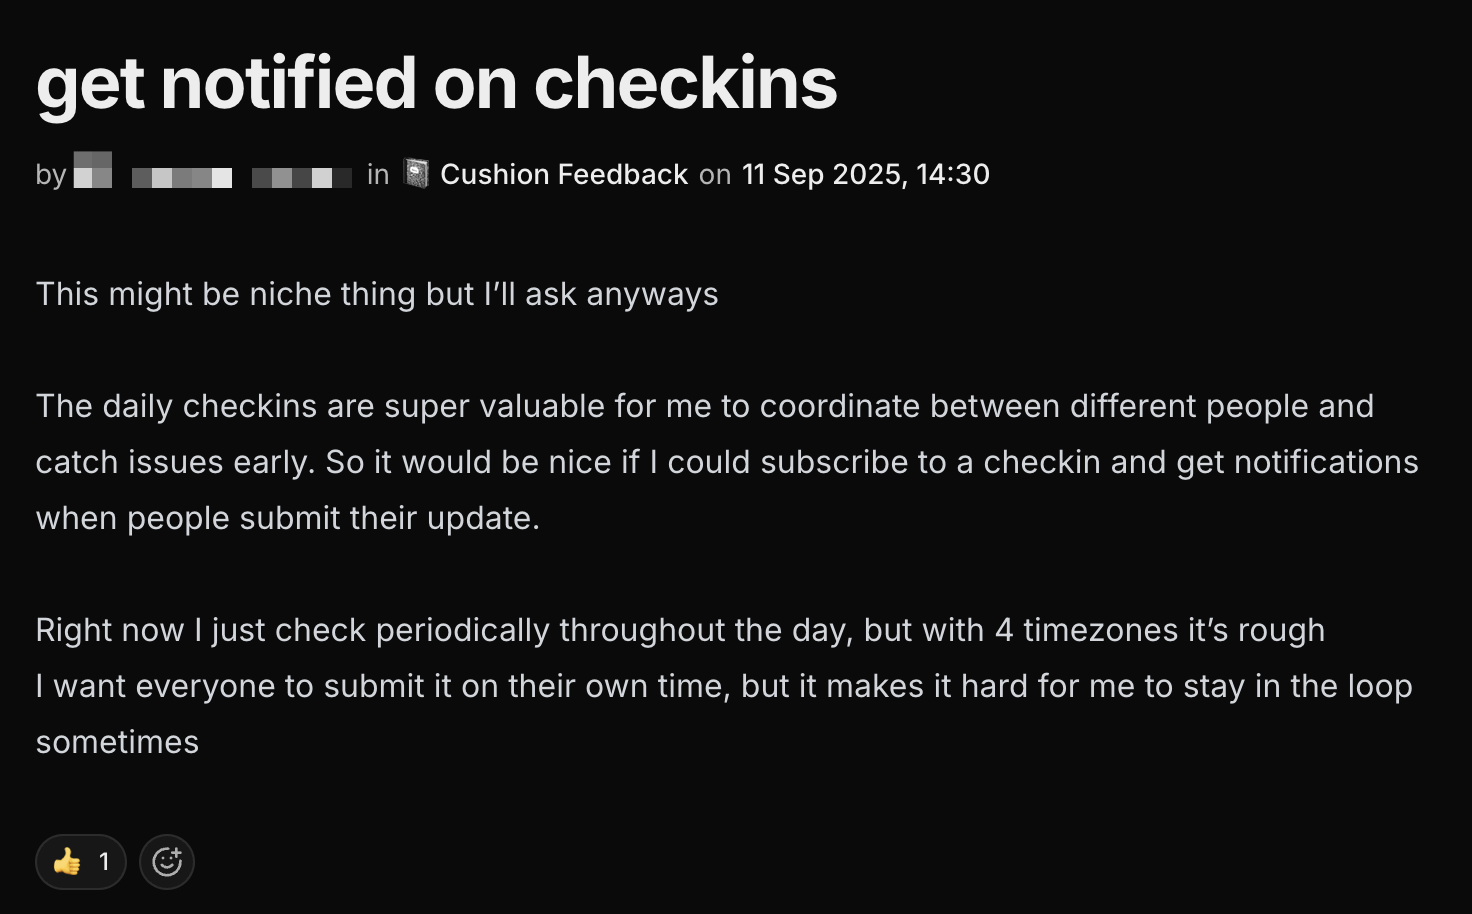 get notified on checkins
by in Cushion Feedback on 11 Sep 2025, 14:30
This might be niche thing but I’ll ask anyways
The daily checkins are super valuable for me to coordinate between different people and
catch issues early. So it would be nice if I could subscribe to a checkin and get notifications
when people submit their update.
Right now I just check periodically throughout the day, but with 4 timezones it’s rough
I want everyone to submit it on their own time, but it makes it hard for me to stay in the loop
sometimes
1